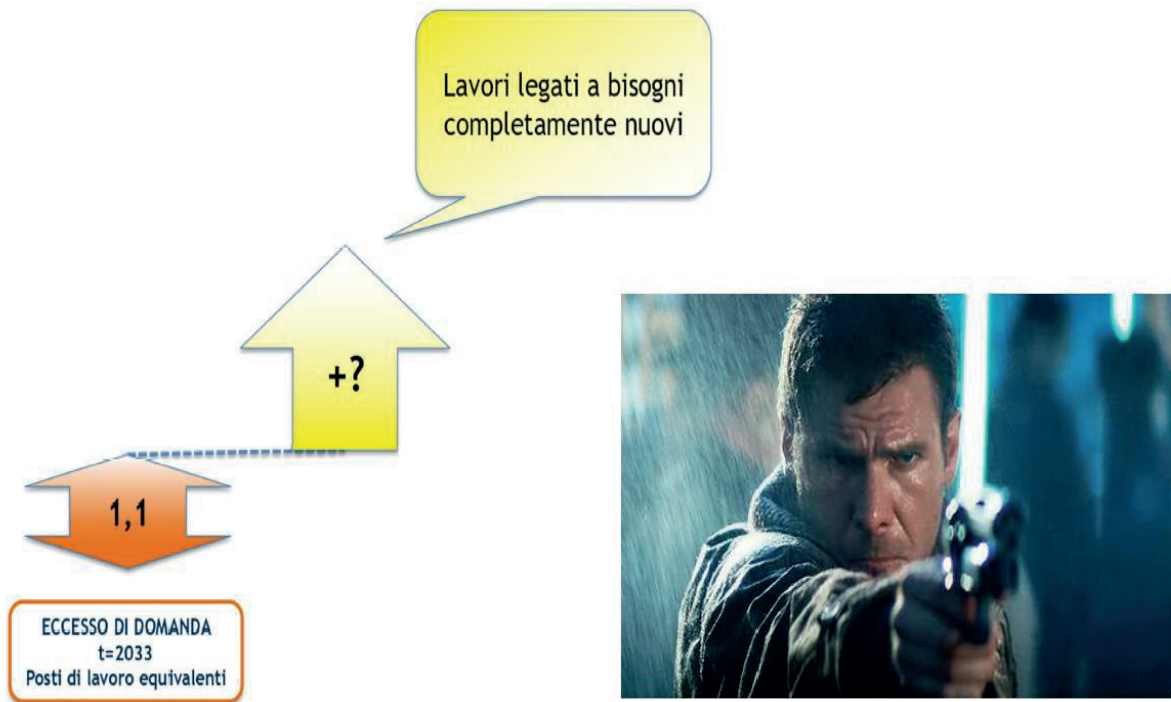 Lavori legati a bisogni
completamente nuovi
+?
1,1
ECCESSO DI DOMANDA
t=2033
Posti di lavoro equivalenti